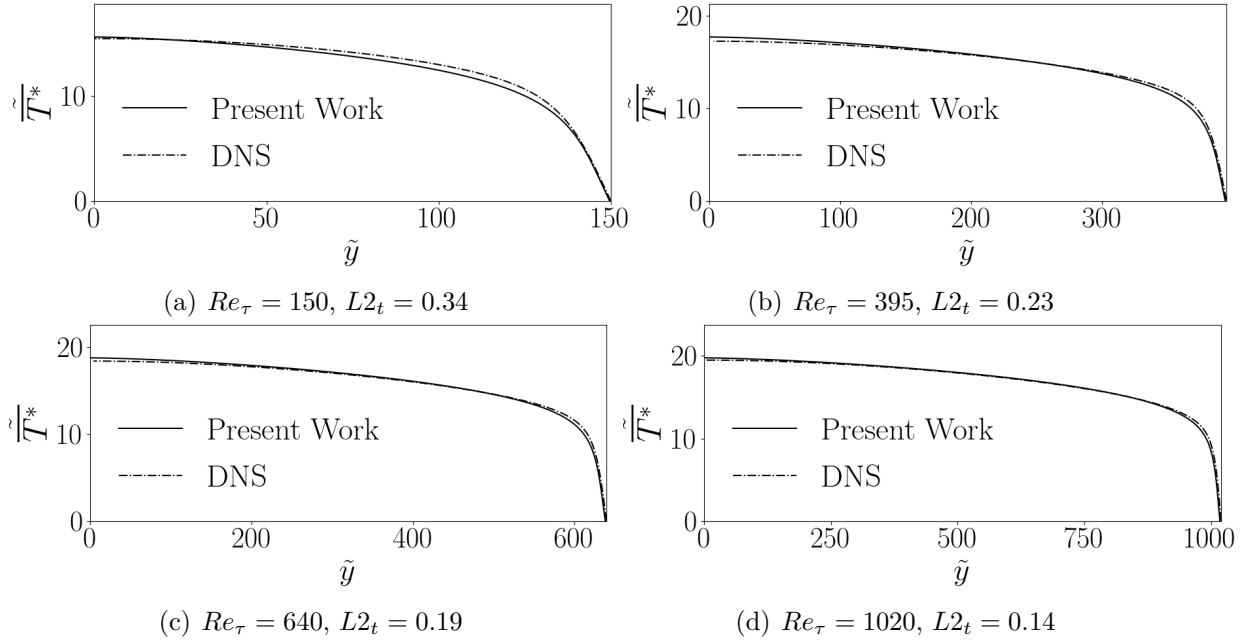 10
0
$\overline{\tilde{T^*}}$
Present Work
DNS
0 50 100 150
$\tilde{y}$
(a) $Re_\tau = 150$, $L2_t = 0.34$
20
10
0
$\overline{\tilde{T^*}}$
Present Work
DNS
0 100 200 300
$\tilde{y}$
(b) $Re_\tau = 395$, $L2_t = 0.23$
20
10
0
$\overline{\tilde{T^*}}$
Present Work
DNS
0 200 400 600
$\tilde{y}$
(c) $Re_\tau = 640$, $L2_t = 0.19$
20
10
0
$\overline{\tilde{T^*}}$
Present Work
DNS
0 250 500 750 1000
$\tilde{y}$
(d) $Re_\tau = 1020$, $L2_t = 0.14$